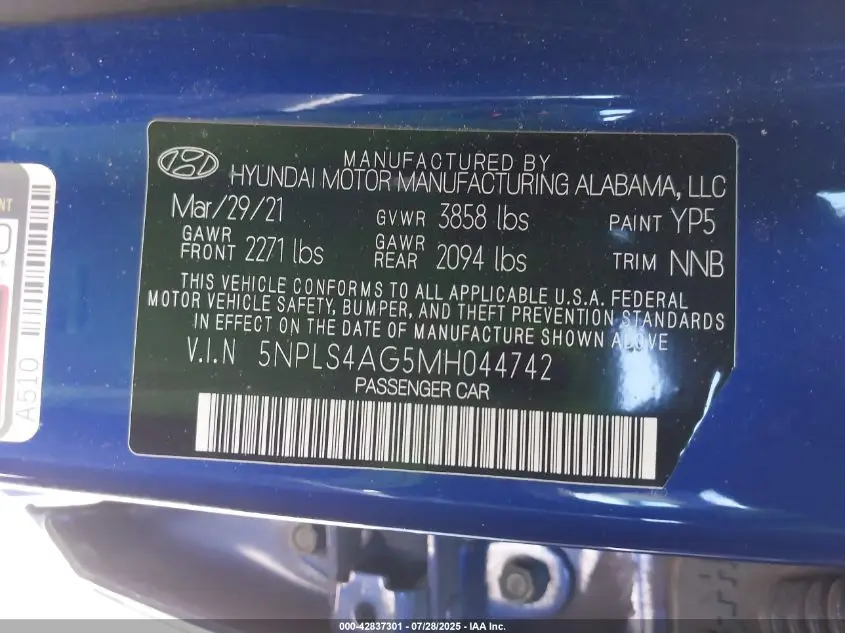 MANUFACTURED BY
HYUNDAI MOTOR MANUFACTURING ALABAMA, LLC
Mar/29/21 GVWR 3858 lbs PAINT YP5
GAWR FRONT 2271 lbs GAWR REAR 2094 lbs TRIM NNB
THIS VEHICLE CONFORMS TO ALL APPLICABLE U.S.A. FEDERAL
MOTOR VEHICLE SAFETY, BUMPER, AND THEFT PREVENTION STANDARDS
IN EFFECT ON THE DATE OF MANUFACTURE SHOWN ABOVE
V.I.N 5NPLS4AG5MH044742
PASSENGER CAR
A510
000-42837301 - 07/28/2025 - IAA Inc.